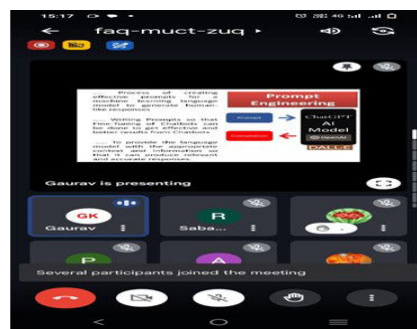 15:17
4G
faq-muct-zuq
Process of creating
effective prompts for a
machine learning language
model to generate human-
like responses
.... Writing Prompts so that
Fine-Tuning of Chatbots can
be done to get effective and
better results from Chatbots
.... To provide the language
model with the appropriate
context and information so
that it can produce relevant
and accurate responses.
Prompt
Engineering
Prompt
ChatGPT
AI
Model
OpenAI
DALL-E
Gaurav is presenting
GK
Gaurav
R
Saba...
P
A
Several participants joined the meeting